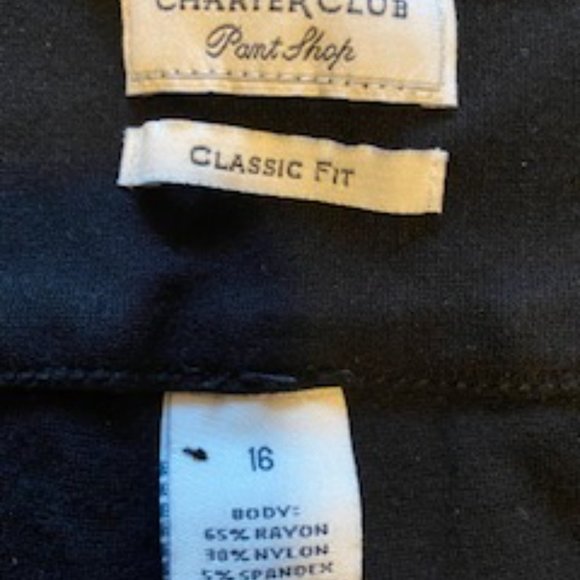 CHARTER CLUB
Pant Shop
CLASSIC FIT
16
BODY:
65% RAYON
30% NYLON
5% SPANDEX